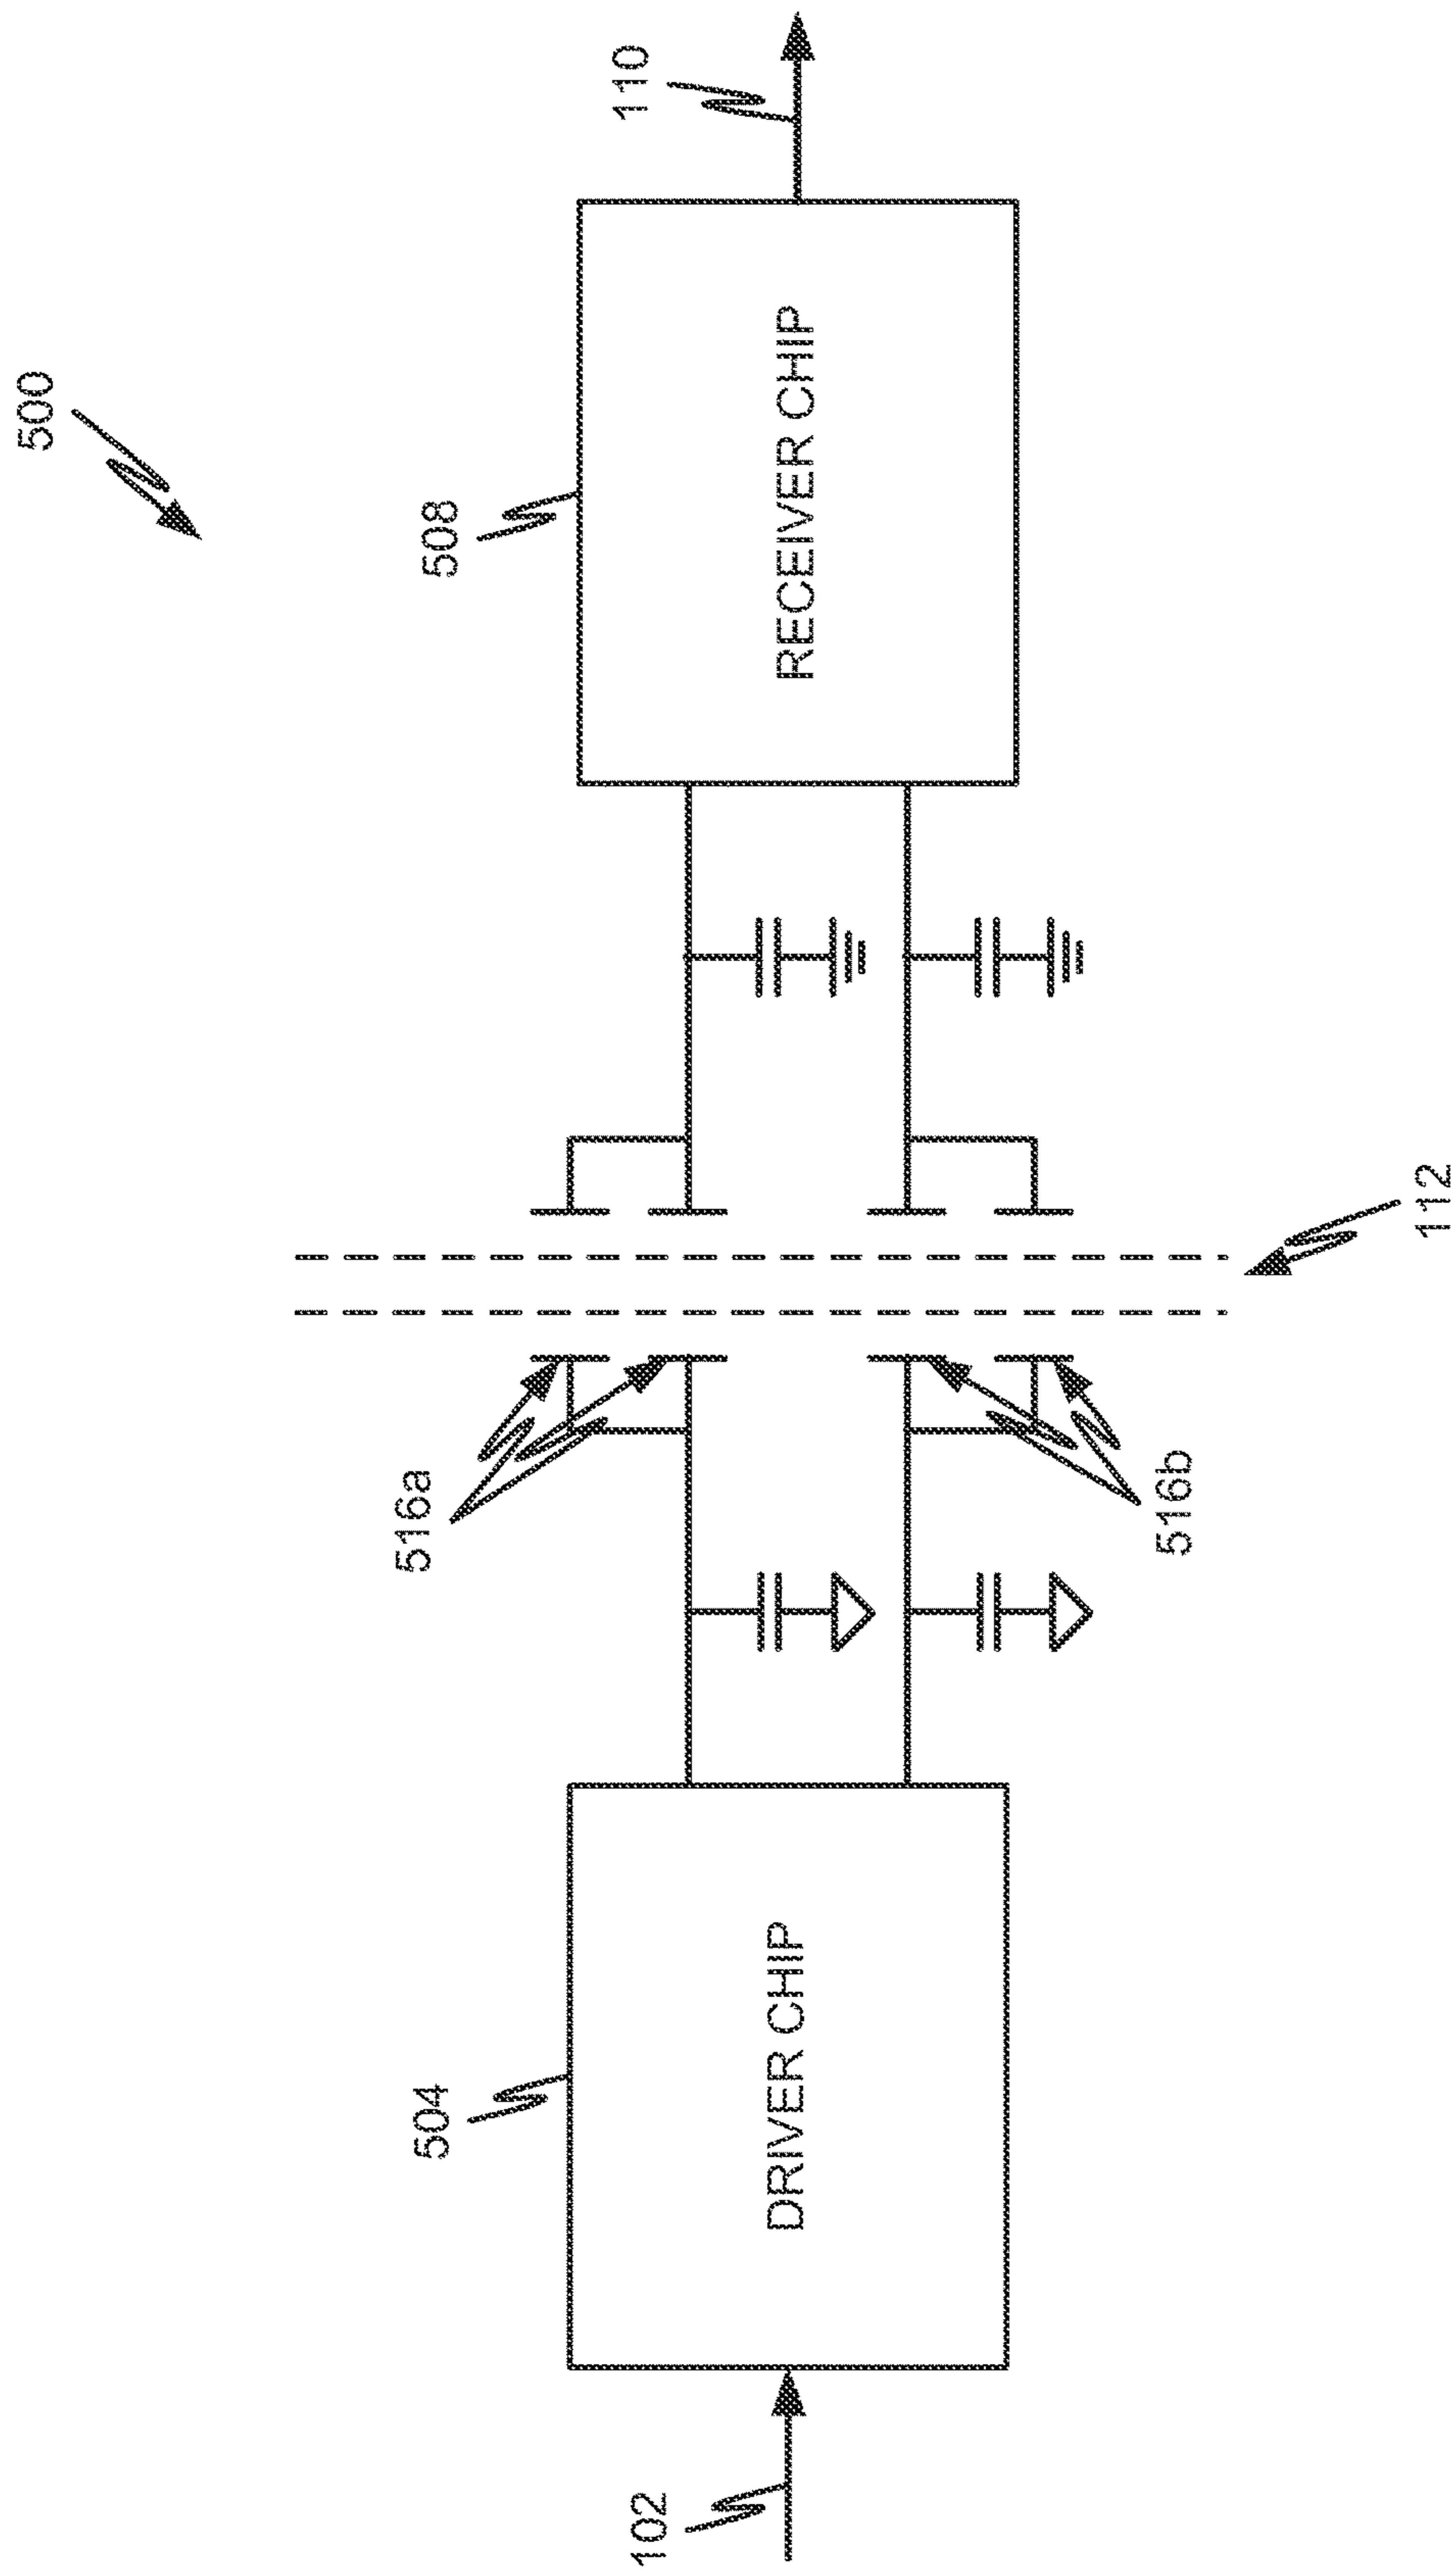 500
102
504
DRIVER CHIP
516a
516b
112
508
RECEIVER CHIP
110